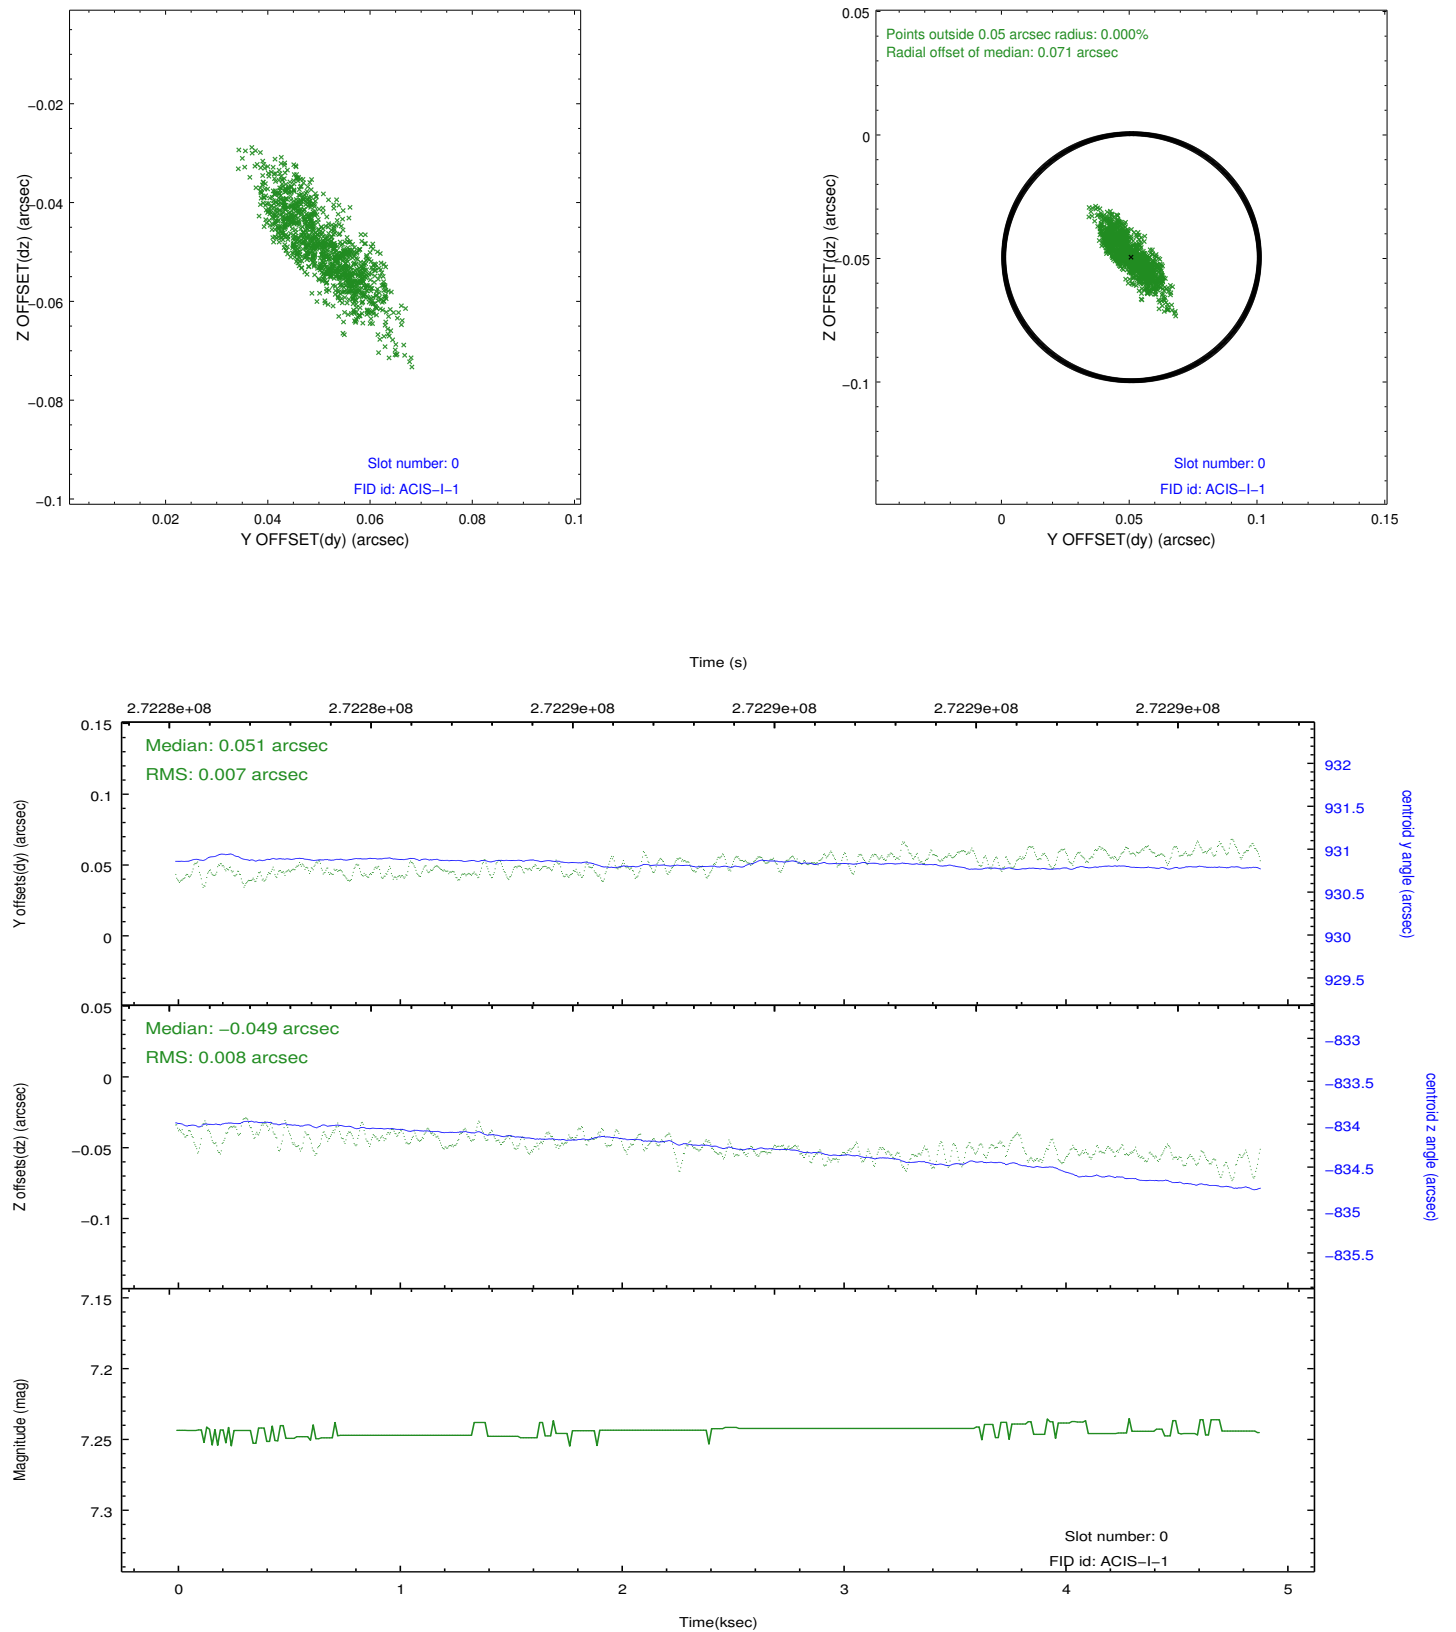 −0.02
−0.04
−0.06
−0.08
−0.1
Z OFFSET(dz) (arcsec)
Slot number: 0
FID id: ACIS−I−1
0.02 0.04 0.06 0.08 0.1
Y OFFSET(dy) (arcsec)
0.05
Points outside 0.05 arcsec radius: 0.000%
Radial offset of median: 0.071 arcsec
0
−0.05
−0.1
Z OFFSET(dz) (arcsec)
Slot number: 0
FID id: ACIS−I−1
0 0.05 0.1 0.15
Y OFFSET(dy) (arcsec)
Time (s)
2.7228e+08 2.7228e+08 2.7229e+08 2.7229e+08 2.7229e+08 2.7229e+08
0.15
Median: 0.051 arcsec
RMS: 0.007 arcsec
0.1
0.05
0
Y offsets(dy) (arcsec)
932
931.5
931
930.5
930
929.5
centroid y angle (arcsec)
0.05
Median: −0.049 arcsec
RMS: 0.008 arcsec
0
−0.05
−0.1
Z offsets(dz) (arcsec)
−833
−833.5
−834
−834.5
−835
−835.5
centroid z angle (arcsec)
7.15
7.2
7.25
7.3
Magnitude (mag)
Slot number: 0
FID id: ACIS−I−1
0 1 2 3 4 5
Time(ksec)